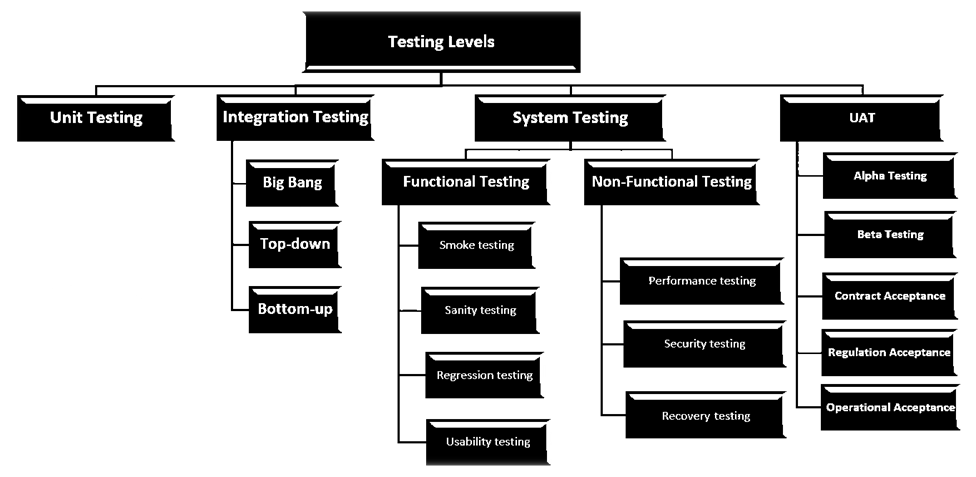 Testing Levels
Unit Testing
Integration Testing
System Testing
UAT
Big Bang
Top-down
Bottom-up
Functional Testing
Non-Functional Testing
Smoke testing
Sanity testing
Regression testing
Usability testing
Performance testing
Security testing
Recovery testing
Alpha Testing
Beta Testing
Contract Acceptance
Regulation Acceptance
Operational Acceptance